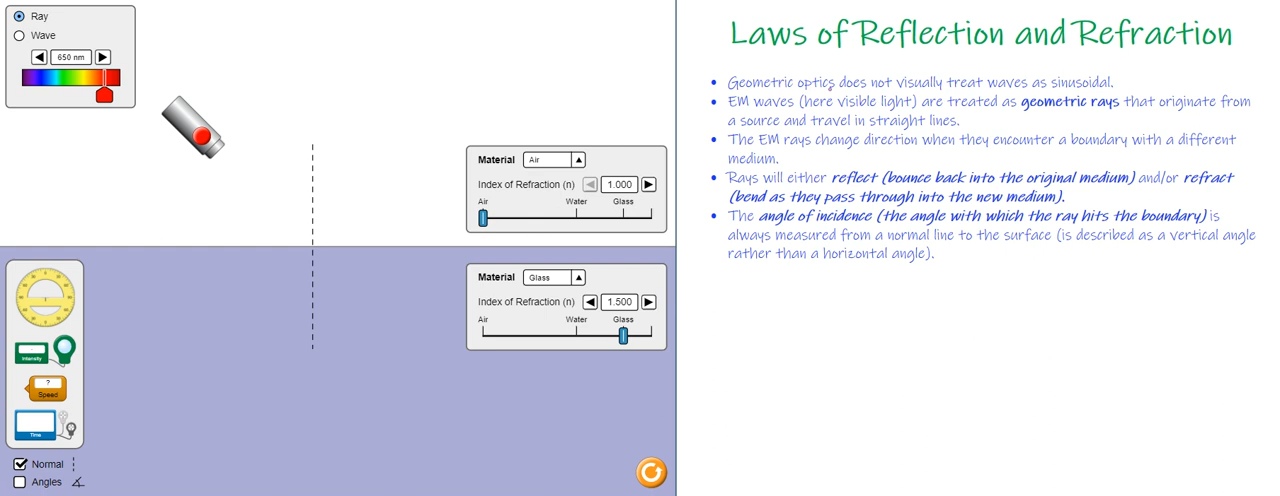 Ray
Wave
650 nm
Material Air
Index of Refraction (n) 1.000
Air Water Glass
Material Glass
Index of Refraction (n) 1.500
Air Water Glass
Intensity
?
Speed
Time
Normal
Angles
Laws of Reflection and Refraction
• Geometric optics does not visually treat waves as sinusoidal.
• EM waves (here visible light) are treated as geometric rays that originate from
a source and travel in straight lines.
• The EM rays change direction when they encounter a boundary with a different
medium.
• Rays will either reflect (bounce back into the original medium) and/or refract
(bend as they pass through into the new medium).
• The angle of incidence (the angle with which the ray hits the boundary) is
always measured from a normal line to the surface (is described as a vertical angle
rather than a horizontal angle).